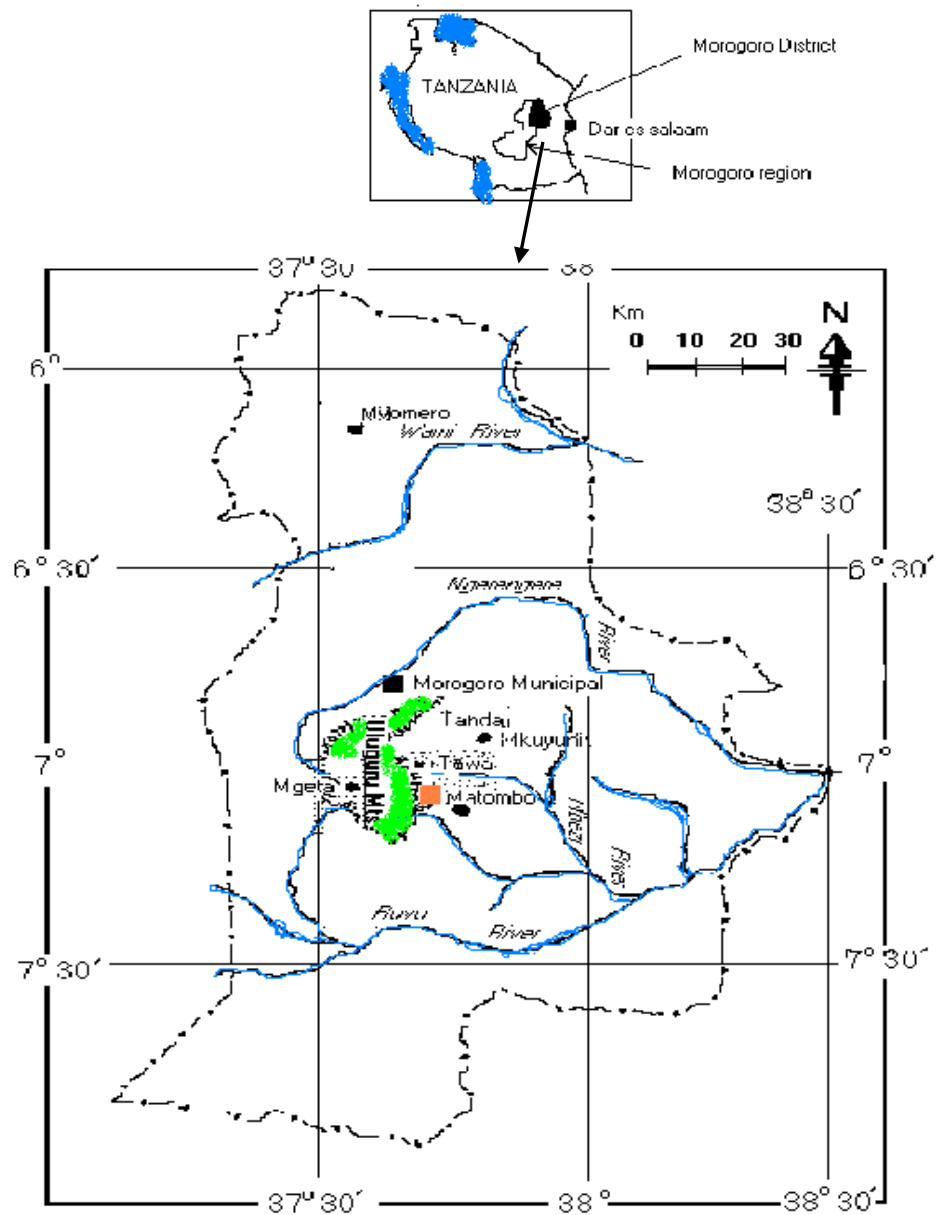 Morogoro District
TANZANIA
Dar es salaam
Morogoro region
37° 30'
38°
Km
0 10 20 30
N
6°
Wami River
38° 30'
6° 30'
6° 30'
Ngerengere
River
Morogoro Municipal
Tandai
Mkuyuni
Tawa
Uluguru Mts
7°
7°
Mgeta
Matombo
River
Ruvu
River
7° 30'
7° 30'
37° 30'
38°
38° 30'